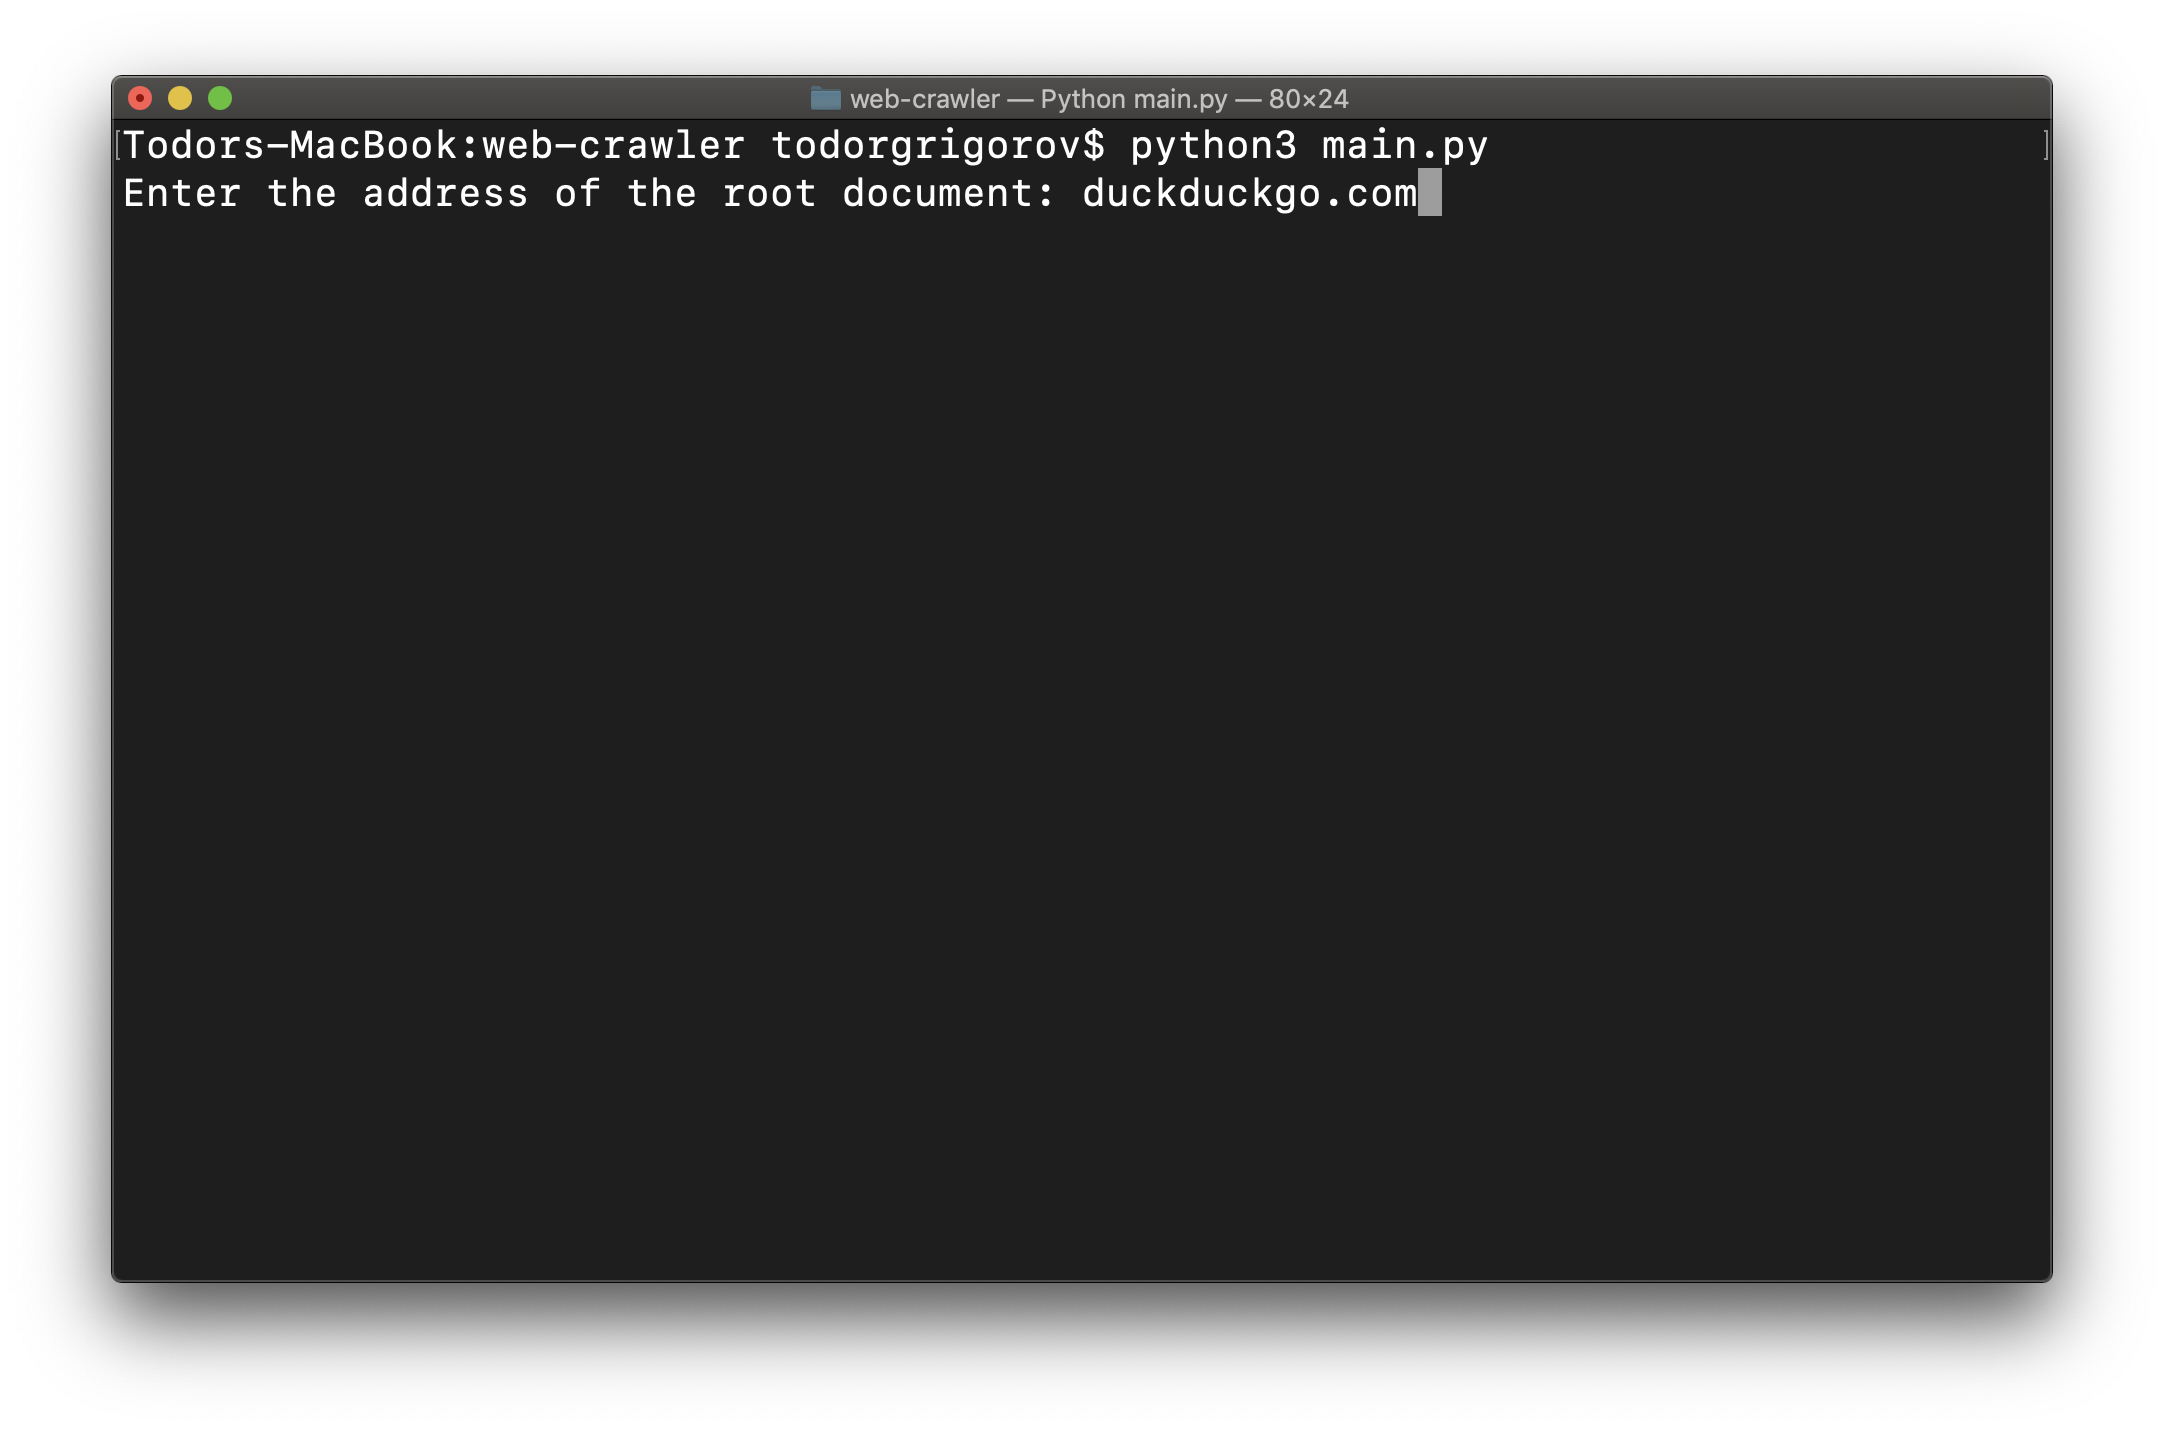 web-crawler — Python main.py — 80×24
[Todors-MacBook:web-crawler todorgrigorov$ python3 main.py ]
Enter the address of the root document: duckduckgo.com